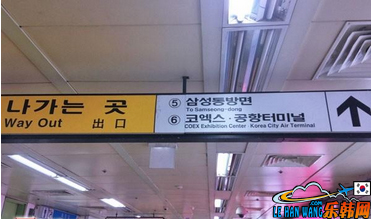 나가는 곳
Way Out 出口
⑤ 삼성동방면
To Samseong-dong
⑥ 코엑스·공항터미널
COEX Exhibition Center · Korea City Air Terminal
LE HAN WANG
乐韩网